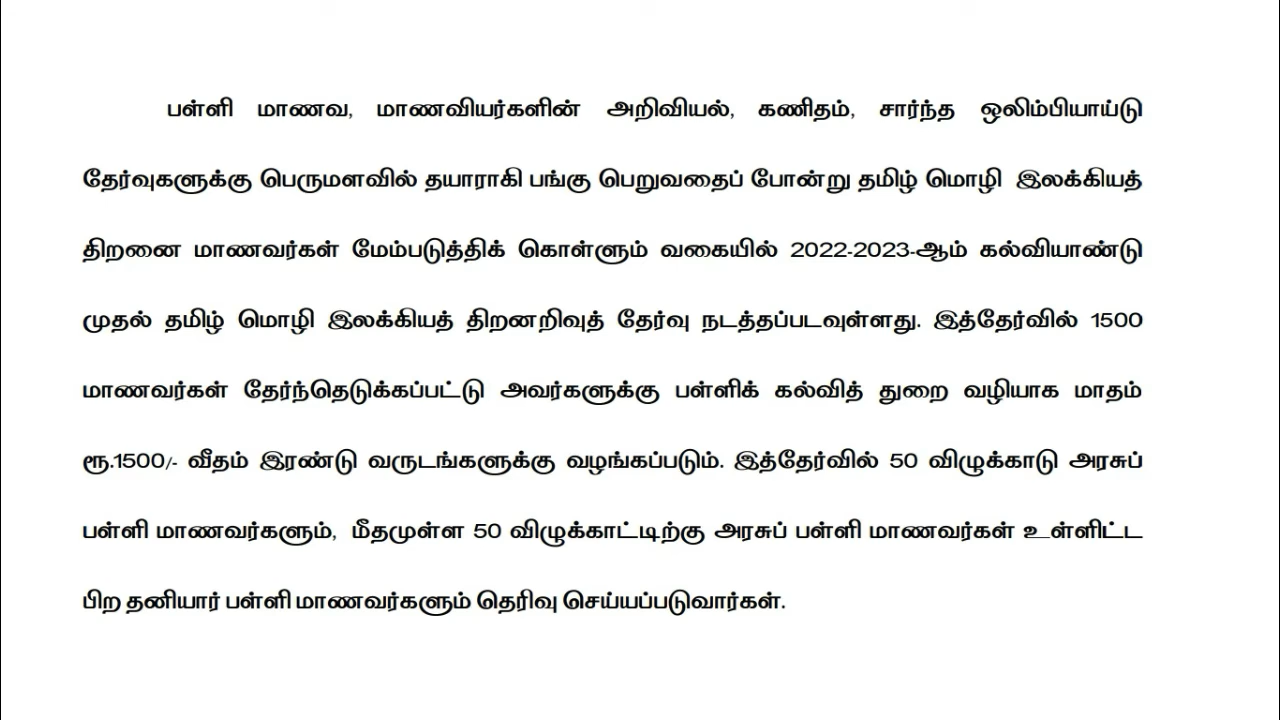 பள்ளி மாணவ, மாணவியர்களின் அறிவியல், கணிதம், சார்ந்த ஒலிம்பியாய்டு
தேர்வுகளுக்கு பெருமளவில் தயாராகி பங்கு பெறுவதைப் போன்று தமிழ் மொழி இலக்கியத்
திறனை மாணவர்கள் மேம்படுத்திக் கொள்ளும் வகையில் 2022-2023-ஆம் கல்வியாண்டு
முதல் தமிழ் மொழி இலக்கியத் திறனறிவுத் தேர்வு நடத்தப்படவுள்ளது. இத்தேர்வில் 1500
மாணவர்கள் தேர்ந்தெடுக்கப்பட்டு அவர்களுக்கு பள்ளிக் கல்வித் துறை வழியாக மாதம்
ரூ.1500/- வீதம் இரண்டு வருடங்களுக்கு வழங்கப்படும். இத்தேர்வில் 50 விழுக்காடு அரசுப்
பள்ளி மாணவர்களும், மீதமுள்ள 50 விழுக்காட்டிற்கு அரசுப் பள்ளி மாணவர்கள் உள்ளிட்ட
பிற தனியார் பள்ளி மாணவர்களும் தெரிவு செய்யப்படுவார்கள்.